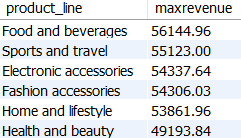 product_line maxrevenue
Food and beverages 56144.96
Sports and travel 55123.00
Electronic accessories 54337.64
Fashion accessories 54306.03
Home and lifestyle 53861.96
Health and beauty 49193.84